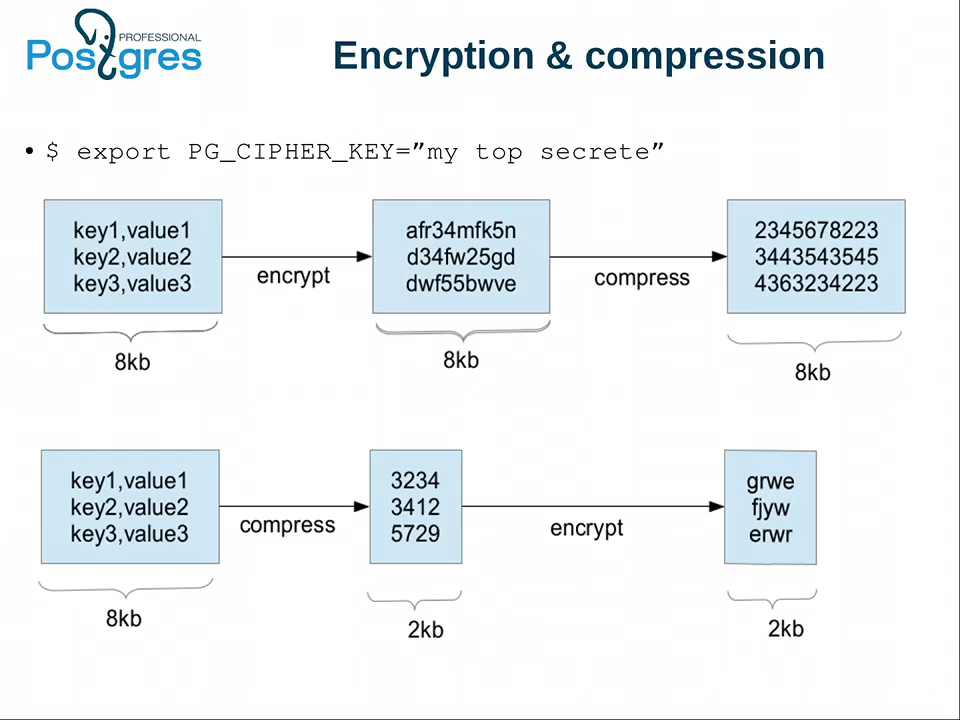 PROFESSIONAL
Postgres
Encryption & compression
• $ export PG_CIPHER_KEY=”my top secrete”
key1,value1
key2,value2
key3,value3
encrypt
afr34mfk5n
d34fw25gd
dwf55bwve
compress
2345678223
3443543545
4363234223
8kb
8kb
8kb
key1,value1
key2,value2
key3,value3
compress
3234
3412
5729
encrypt
grwe
fjyw
erwr
8kb
2kb
2kb